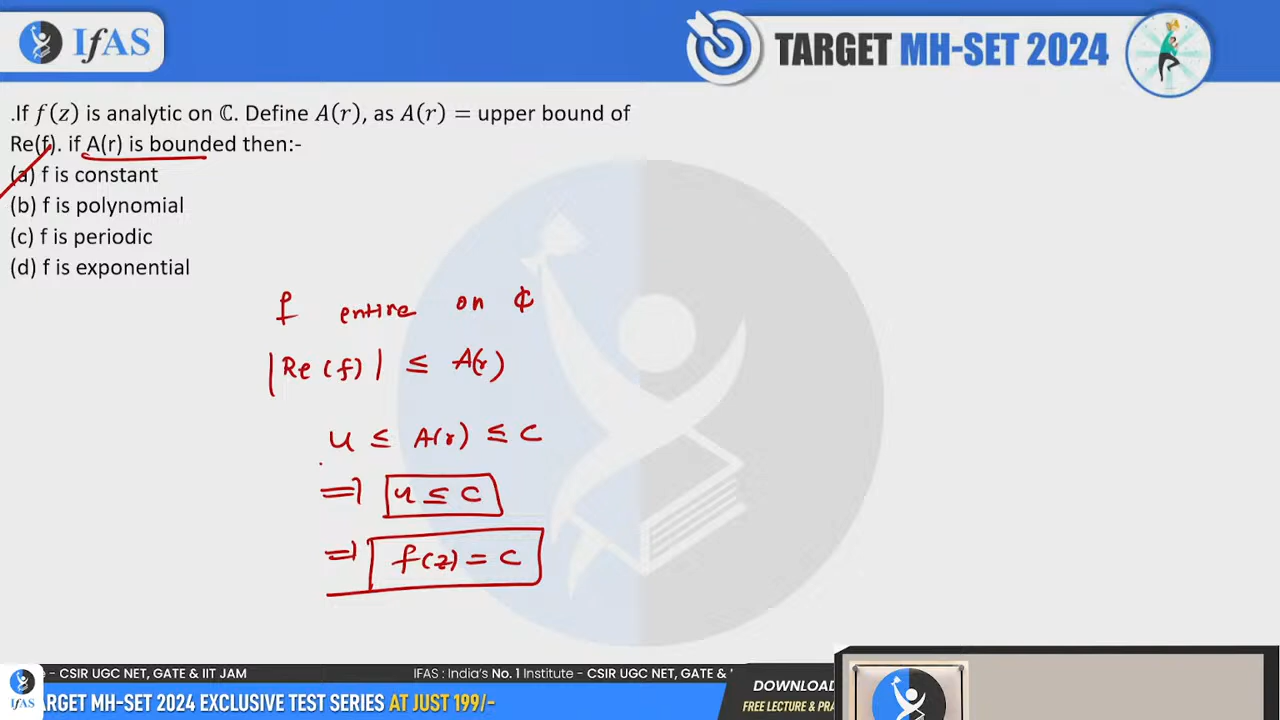 IfAS
TARGET MH-SET 2024
.If f(z) is analytic on ℂ. Define A(r), as A(r) = upper bound of
Re(f). if A(r) is bounded then:-
(a) f is constant
(b) f is polynomial
(c) f is periodic
(d) f is exponential
f entire on ℂ
|Re (f)| ≤ A(r)
u ≤ A(r) ≤ c
⇒ u ≤ c
⇒ f(z) = c
e - CSIR UGC NET, GATE & IIT JAM
IFAS : India's No. 1 Institute - CSIR UGC NET, GATE &
IFAS
TARGET MH-SET 2024 EXCLUSIVE TEST SERIES AT JUST 199/-
DOWNLOAD
FREE LECTURE & PRA